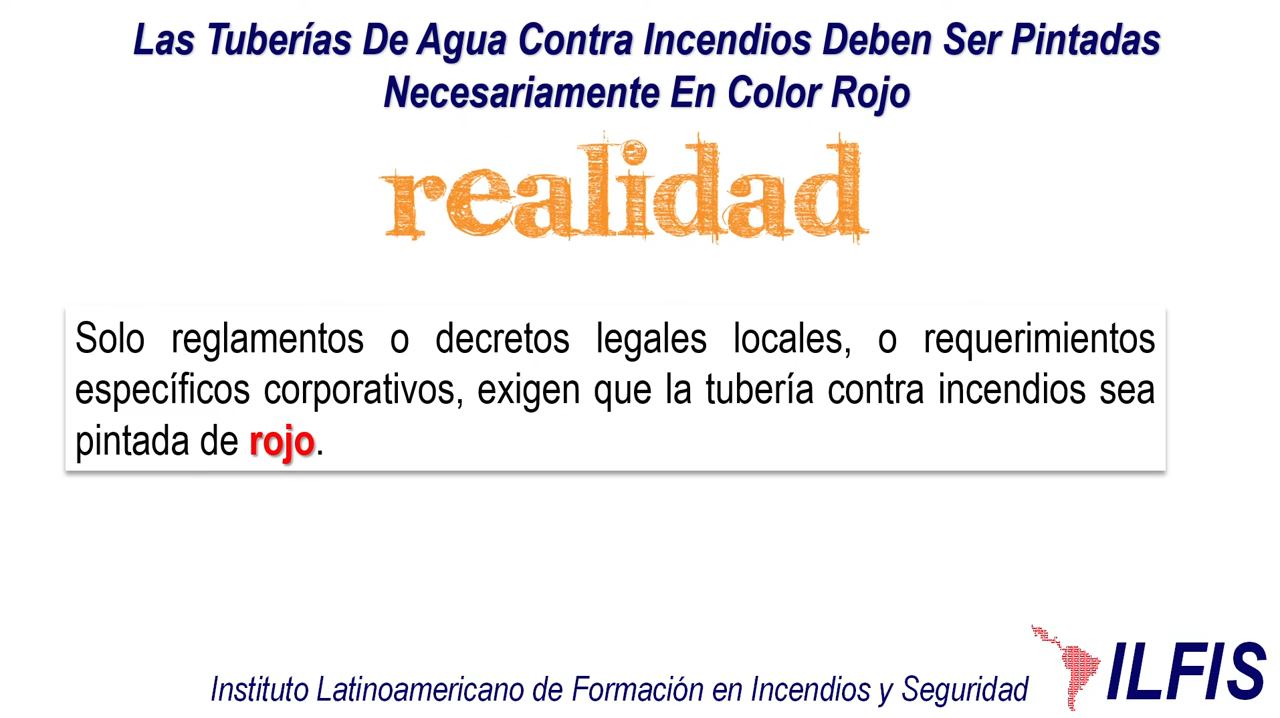 Las Tuberías De Agua Contra Incendios Deben Ser Pintadas
Necesariamente En Color Rojo
realidad
Solo reglamentos o decretos legales locales, o requerimientos
específicos corporativos, exigen que la tubería contra incendios sea
pintada de rojo.
Instituto Latinoamericano de Formación en Incendios y Seguridad
ILFIS